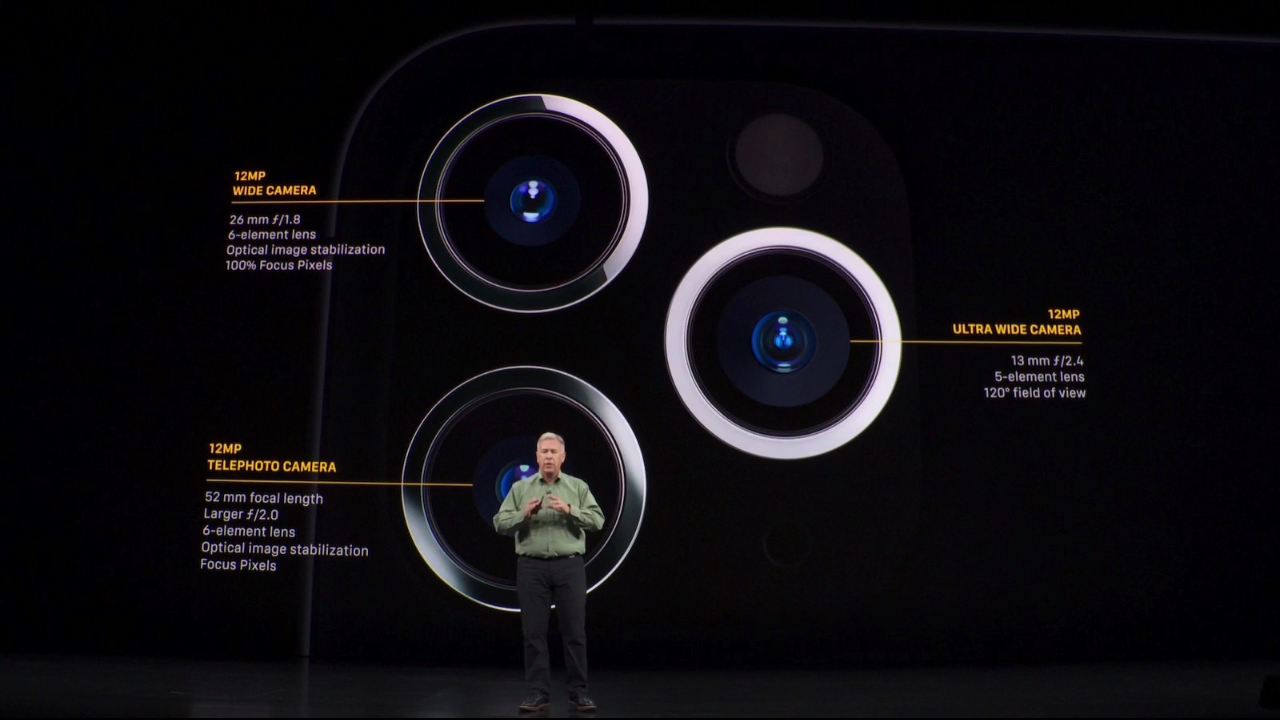 12MP
WIDE CAMERA
26 mm ƒ/1.8
6-element lens
Optical image stabilization
100% Focus Pixels
12MP
ULTRA WIDE CAMERA
13 mm ƒ/2.4
5-element lens
120° field of view
12MP
TELEPHOTO CAMERA
52 mm focal length
Larger ƒ/2.0
6-element lens
Optical image stabilization
Focus Pixels